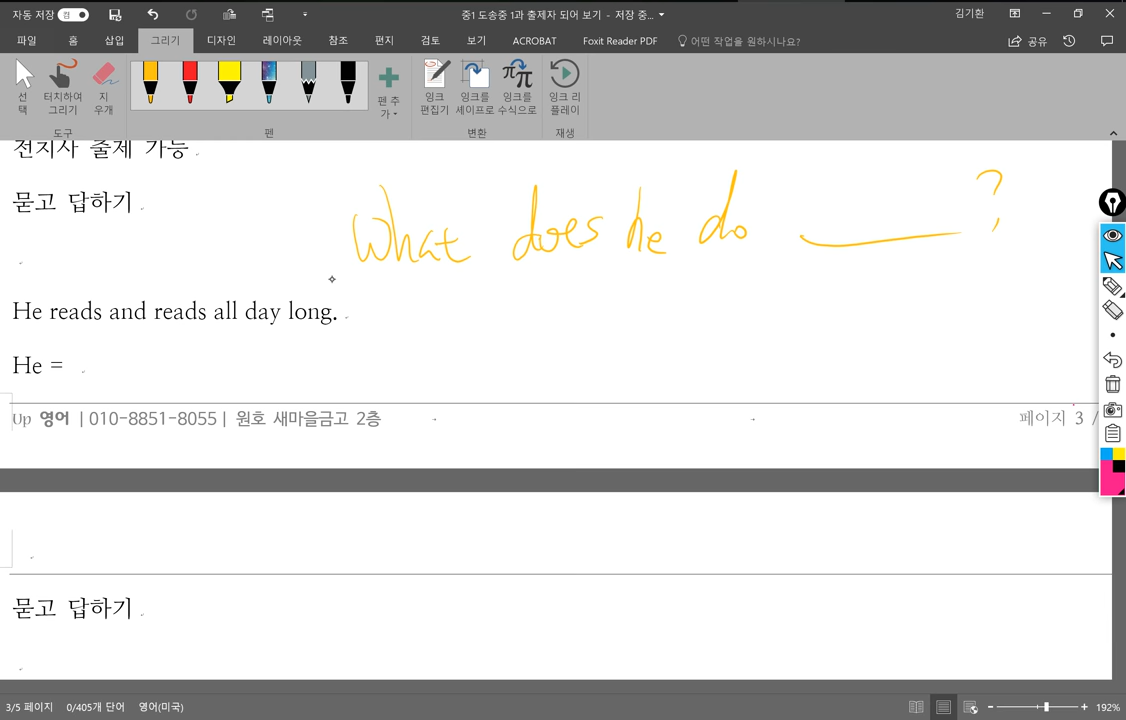 자동 저장 켬 중1 도송중 1과 출제자 되어 보기 - 저장 중... 김기환
파일 홈 삽입 그리기 디자인 레이아웃 참조 편지 검토 보기 ACROBAT Foxit Reader PDF 어떤 작업을 원하시나요? 공유
선택 터치하여 그리기 지우개 펜 추가 잉크 편집기 잉크를 셰이프로 잉크를 수식으로 잉크 리플레이
도구 펜 변환 재생
전치사 출제 가능
묻고 답하기
What does he do ____?
He reads and reads all day long.
He =
Up 영어 | 010-8851-8055 | 원호 새마을금고 2층 페이지 3 /
묻고 답하기
3/5 페이지 0/405개 단어 영어(미국) 192%